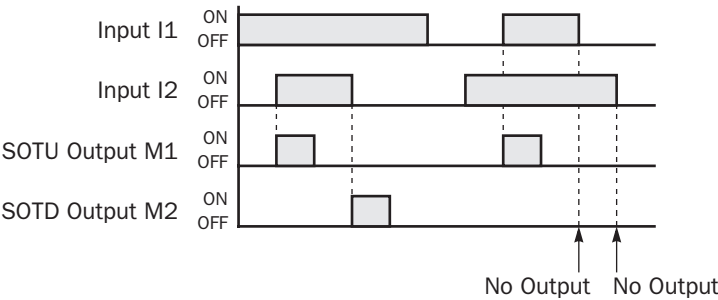 Input I1 ON
OFF
Input I2 ON
OFF
SOTU Output M1 ON
OFF
SOTD Output M2 ON
OFF
No Output No Output